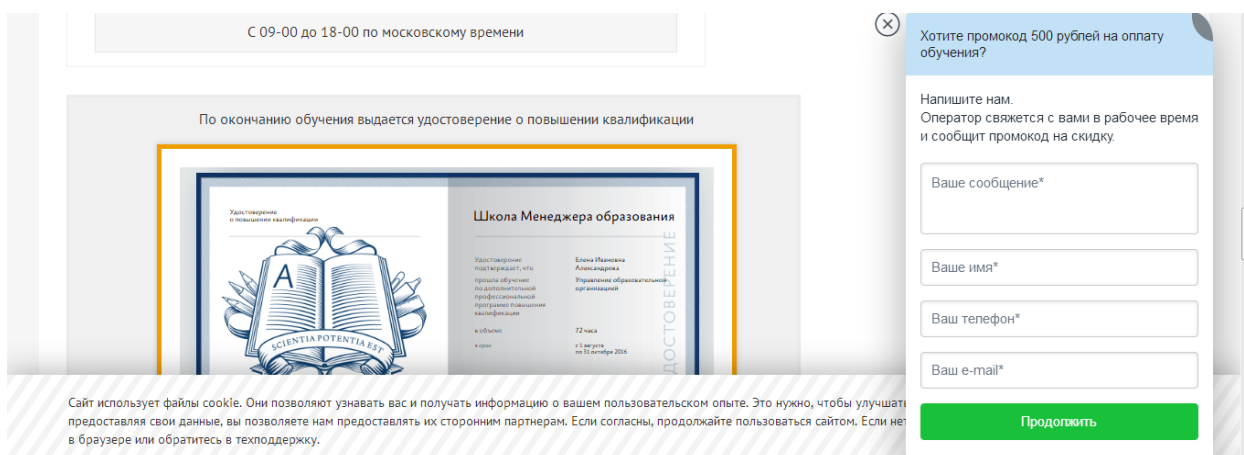 С 09-00 до 18-00 по московскому времени
По окончанию обучения выдается удостоверение о повышении квалификации
Удостоверение
о повышении квалификации
A
SCIENTIA POTENTIA EST
Школа Менеджера образования
Удостоверение
подтверждает, что
Елена Ивановна
Александрова
прошла обучение
по дополнительной
профессиональной
программе повышения
квалификации
Управление образовательной
организацией
в объеме
72 часа
в срок
с 1 августа
по 31 октября 2016
УДОСТОВЕРЕНИЕ
Сайт использует файлы cookie. Они позволяют узнавать вас и получать информацию о вашем пользовательском опыте. Это нужно, чтобы улучшать
предоставляя свои данные, вы позволяете нам предоставлять их сторонним партнерам. Если согласны, продолжайте пользоваться сайтом. Если нет
в браузере или обратитесь в техподдержку.
Хотите промокод 500 рублей на оплату
обучения?
Напишите нам.
Оператор свяжется с вами в рабочее время
и сообщит промокод на скидку.
Ваше сообщение*
Ваше имя*
Ваш телефон*
Ваш e-mail*
Продолжить